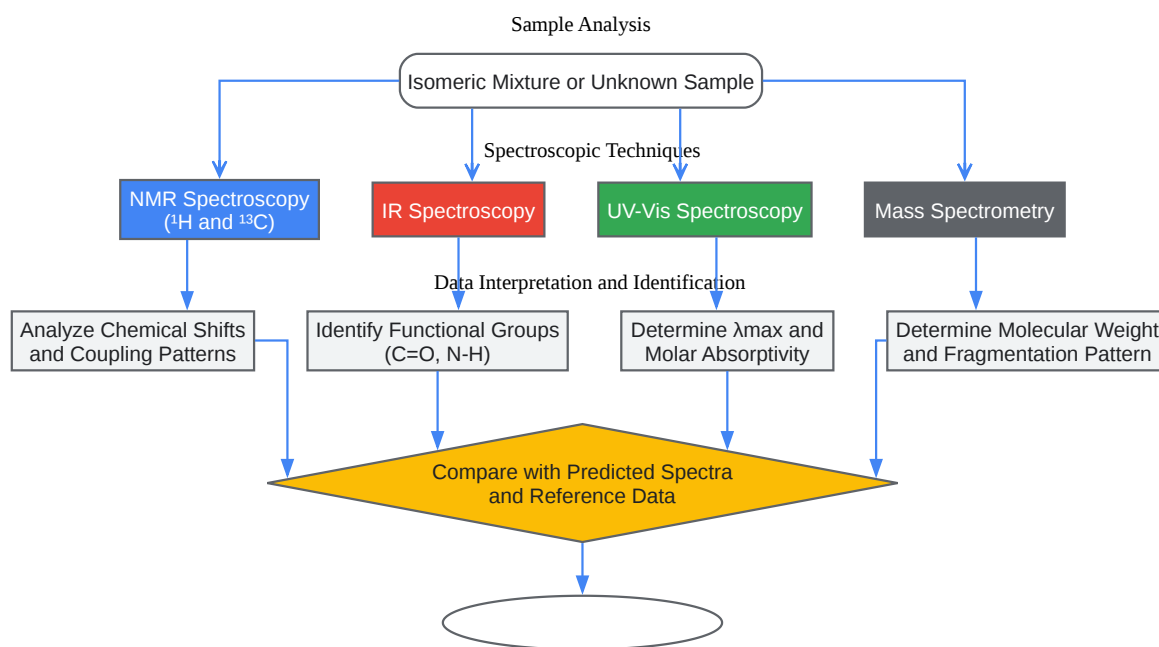 Sample Analysis
Isomeric Mixture or Unknown Sample
Spectroscopic Techniques
NMR Spectroscopy
(¹H and ¹³C)
IR Spectroscopy
UV-Vis Spectroscopy
Mass Spectrometry
Data Interpretation and Identification
Analyze Chemical Shifts
and Coupling Patterns
Identify Functional Groups
(C=O, N-H)
Determine λmax and
Molar Absorptivity
Determine Molecular Weight
and Fragmentation Pattern
Compare with Predicted Spectra
and Reference Data